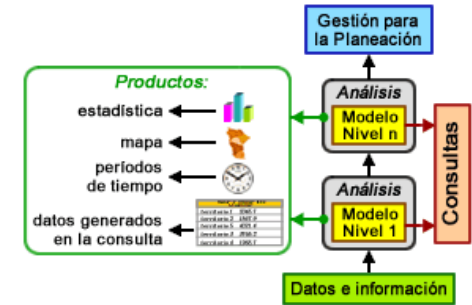 Gestión para
la Planeación
Productos:
estadística
mapa
períodos
de tiempo
datos generados
en la consulta
Análisis
Modelo
Nivel n
Análisis
Modelo
Nivel 1
Consultas
Datos e información